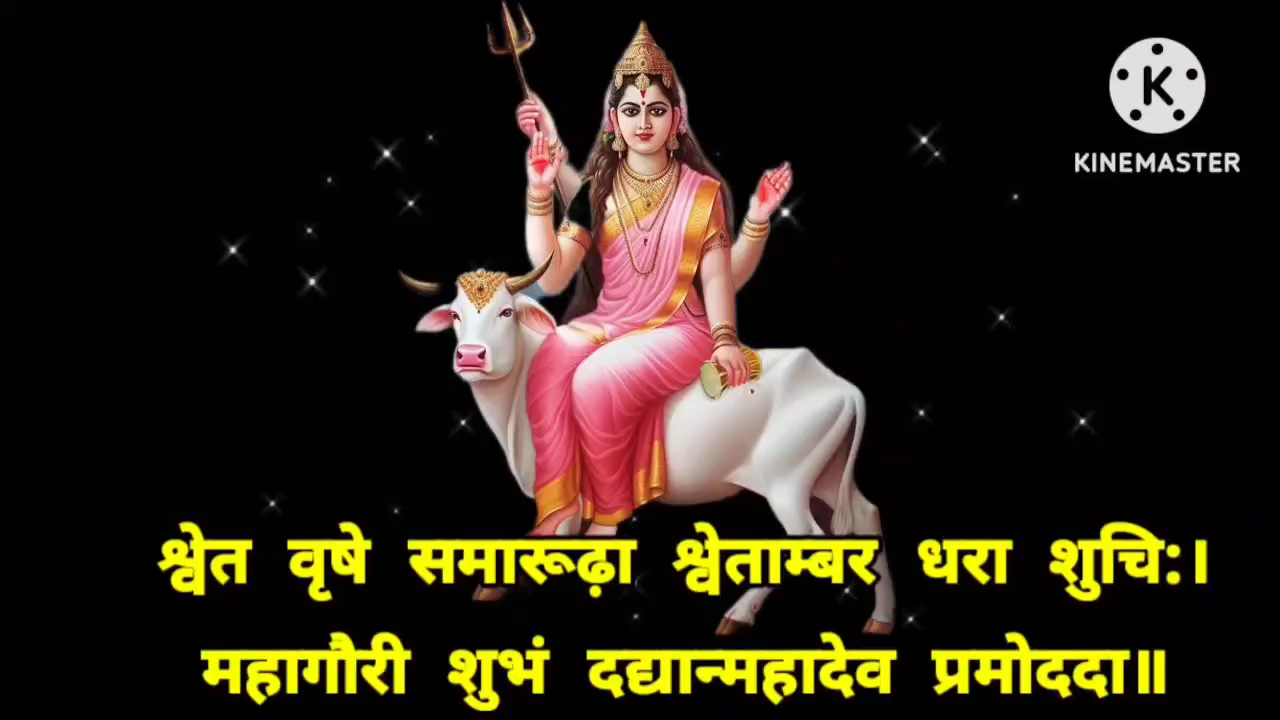 KINEMASTER
श्वेत वृषे समारूढ़ा श्वेताम्बर धरा शुचि:।
महागौरी शुभं दद्यान्महादेव प्रमोददा॥